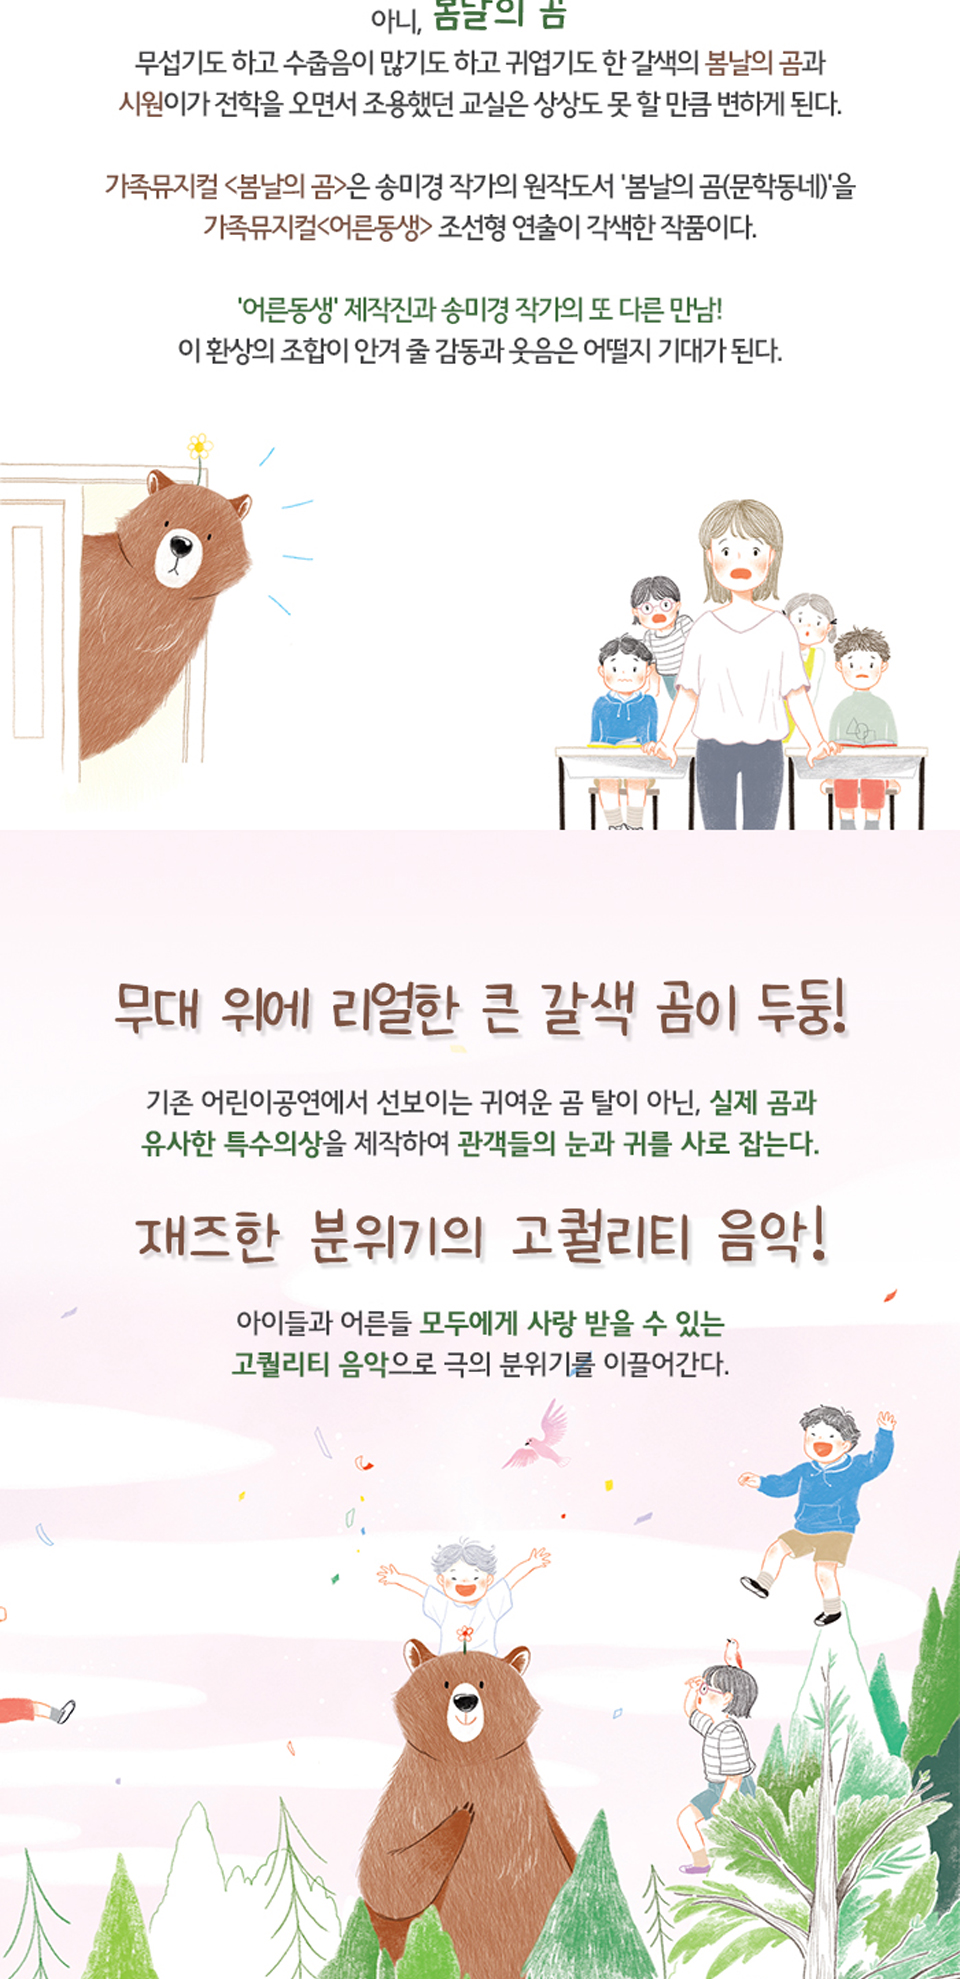 아니, 봄날의 곰
무섭기도 하고 수줍음이 많기도 하고 귀엽기도 한 갈색의 봄날의 곰과
시원이가 전학을 오면서 조용했던 교실은 상상도 못 할 만큼 변하게 된다.
가족뮤지컬 <봄날의 곰>은 송미경 작가의 원작도서 '봄날의 곰(문학동네)'을
가족뮤지컬<어른동생> 조선형 연출이 각색한 작품이다.
'어른동생' 제작진과 송미경 작가의 또 다른 만남!
이 환상의 조합이 안겨 줄 감동과 웃음은 어떨지 기대가 된다.
무대 위에 리얼한 큰 갈색 곰이 두둥!
기존 어린이공연에서 선보이는 귀여운 곰 탈이 아닌, 실제 곰과
유사한 특수의상을 제작하여 관객들의 눈과 귀를 사로 잡는다.
재즈한 분위기의 고퀄리티 음악!
아이들과 어른들 모두에게 사랑 받을 수 있는
고퀄리티 음악으로 극의 분위기를 이끌어간다.